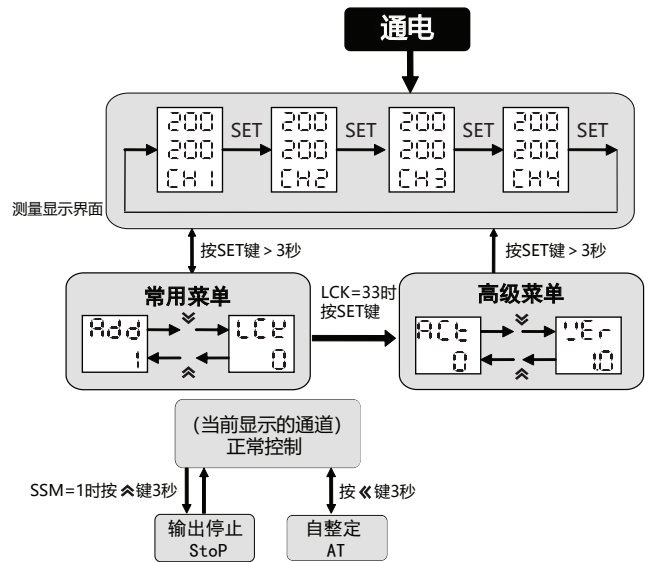 通电
200 SET 200 SET 200 SET 200 SET
200 200 200 200
CH1 CH2 CH3 CH4
测量显示界面
按SET键＞3秒
按SET键＞3秒
常用菜单
LCK=33时
按SET键
高级菜单
Add LCK
1 0
ACt VEr
0 1.0
(当前显示的通道)
正常控制
SSM=1时按键3秒
按键3秒
输出停止
StoP
自整定
AT